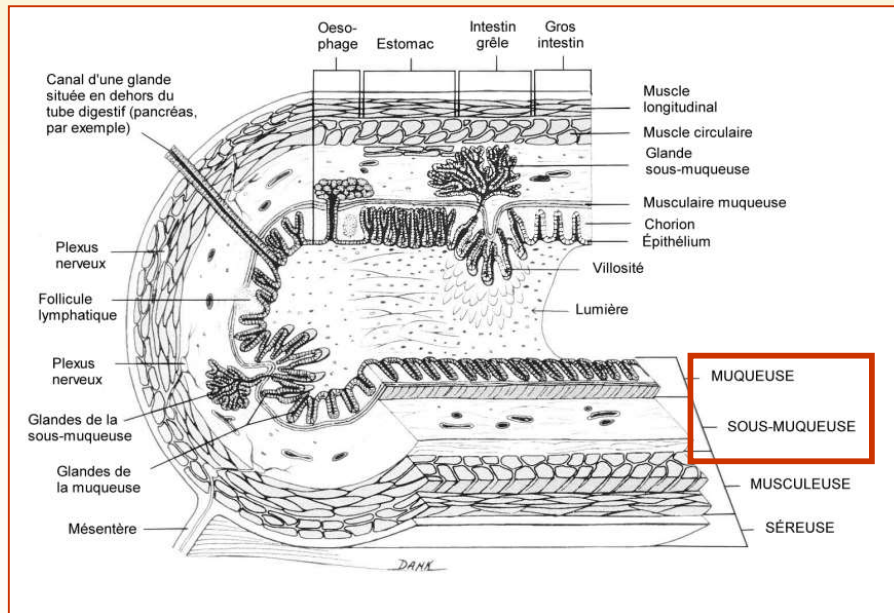 Oeso-
phage
Estomac
Intestin
grêle
Gros
intestin
Canal d'une glande
située en dehors du
tube digestif (pancréas,
par exemple)
Muscle
longitudinal
Muscle circulaire
Glande
sous-muqueuse
Musculaire muqueuse
Chorion
Épithélium
Villosité
Lumière
Plexus
nerveux
Follicule
lymphatique
Plexus
nerveux
Glandes de la
sous-muqueuse
Glandes de
la muqueuse
Mésentère
MUQUEUSE
SOUS-MUQUEUSE
MUSCULEUSE
SÉREUSE